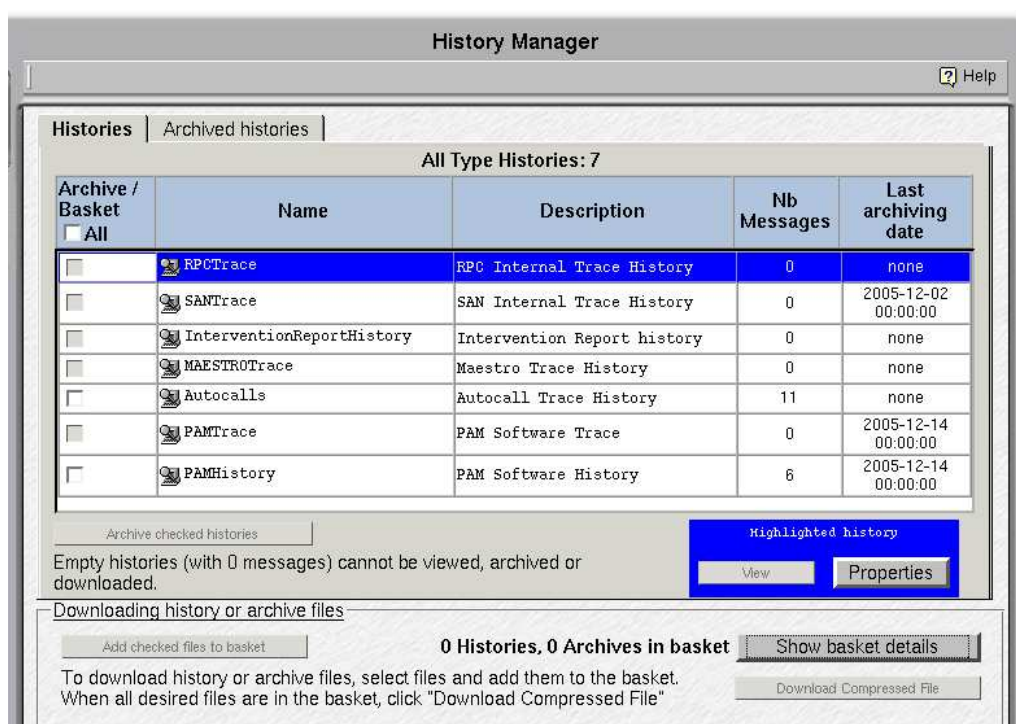 History Manager
Help
Histories
Archived histories
All Type Histories: 7
Archive / Basket All Name Description Nb Messages Last archiving date
RPCTrace RPC Internal Trace History 0 none
SANTrace SAN Internal Trace History 0 2005-12-02 00:00:00
InterventionReportHistory Intervention Report history 0 none
MAESTROTrace Maestro Trace History 0 none
Autocalls Autocall Trace History 11 none
PAMTrace PAM Software Trace 0 2005-12-14 00:00:00
PAMHistory PAM Software History 6 2005-12-14 00:00:00
Archive checked histories
Empty histories (with 0 messages) cannot be viewed, archived or
downloaded.
Highlighted history
View
Properties
Downloading history or archive files
Add checked files to basket
0 Histories, 0 Archives in basket
Show basket details
To download history or archive files, select files and add them to the basket.
When all desired files are in the basket, click "Download Compressed File"
Download Compressed File